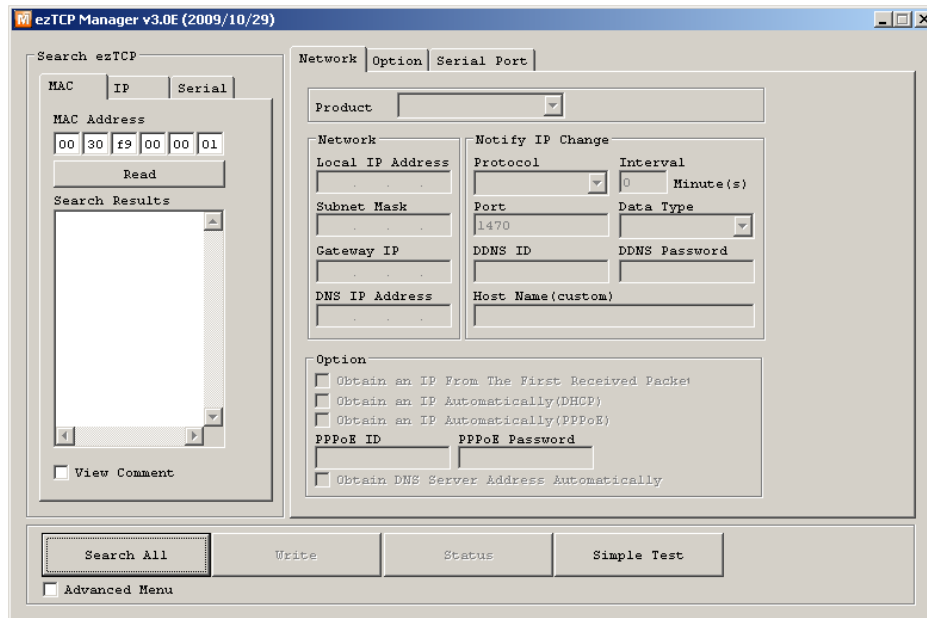 ezTCP Manager v3.0E (2009/10/29)
Search ezTCP
MAC IP Serial
MAC Address
00 30 f9 00 00 01
Read
Search Results
View Comment
Network Option Serial Port
Product
Network
Local IP Address
. . .
Subnet Mask
. . .
Gateway IP
. . .
DNS IP Address
. . .
Notify IP Change
Protocol Interval
0 Minute(s)
Port Data Type
1470
DDNS ID DDNS Password
Host Name(custom)
Option
Obtain an IP From The First Received Packet
Obtain an IP Automatically(DHCP)
Obtain an IP Automatically(PPPoE)
PPPoE ID PPPoE Password
Obtain DNS Server Address Automatically
Search All Write Status Simple Test
Advanced Menu